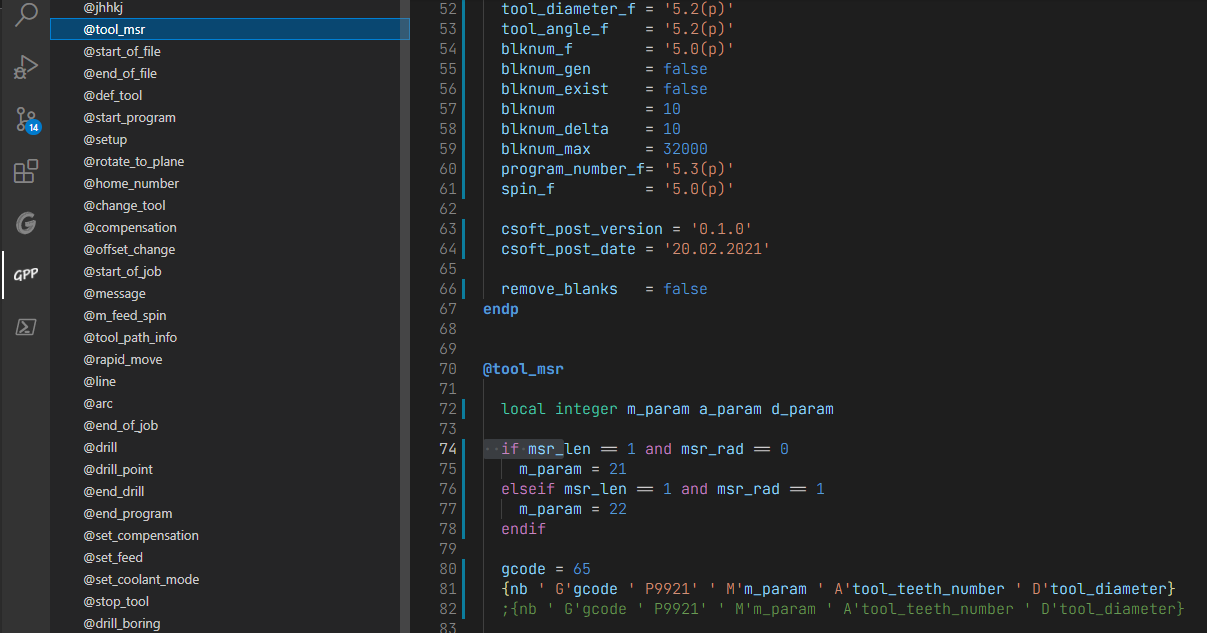 @jhhkj
@tool_msr
@start_of_file
@end_of_file
@def_tool
@start_program
@setup
@rotate_to_plane
@home_number
@change_tool
@compensation
@offset_change
@start_of_job
@message
@m_feed_spin
@tool_path_info
@rapid_move
@line
@arc
@end_of_job
@drill
@drill_point
@end_drill
@end_program
@set_compensation
@set_feed
@set_coolant_mode
@stop_tool
@drill_boring
14
GPP
52 tool_diameter_f = '5.2(p)'
53 tool_angle_f = '5.2(p)'
54 blknum_f = '5.0(p)'
55 blknum_gen = false
56 blknum_exist = false
57 blknum = 10
58 blknum_delta = 10
59 blknum_max = 32000
60 program_number_f= '5.3(p)'
61 spin_f = '5.0(p)'
62
63 csoft_post_version = '0.1.0'
64 csoft_post_date = '20.02.2021'
65
66 remove_blanks = false
67 endp
68
69
70 @tool_msr
71
72 local integer m_param a_param d_param
73
74 if msr_len == 1 and msr_rad == 0
75 m_param = 21
76 elseif msr_len == 1 and msr_rad == 1
77 m_param = 22
78 endif
79
80 gcode = 65
81 {nb ' G'gcode ' P9921' ' M'm_param ' A'tool_teeth_number ' D'tool_diameter}
82 ;{nb ' G'gcode ' P9921' ' M'm_param ' A'tool_teeth_number ' D'tool_diameter}
83